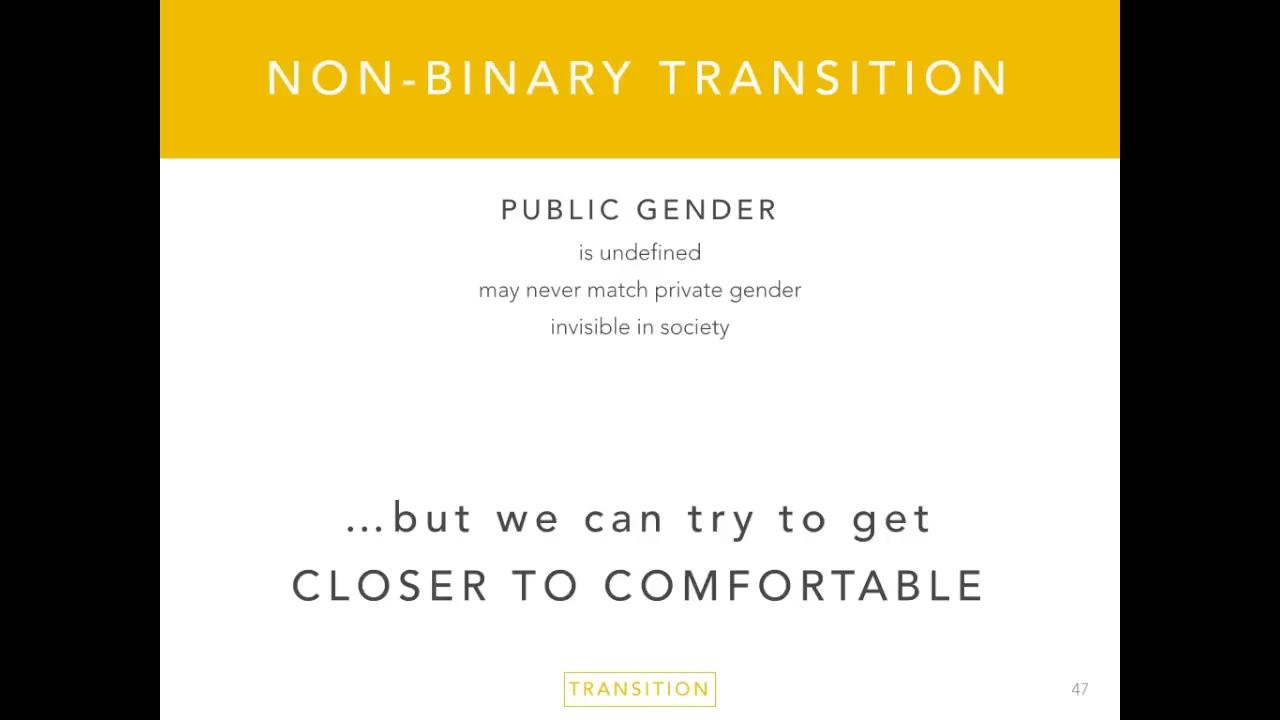 NON-BINARY TRANSITION
PUBLIC GENDER
is undefined
may never match private gender
invisible in society
...but we can try to get
CLOSER TO COMFORTABLE
TRANSITION
47